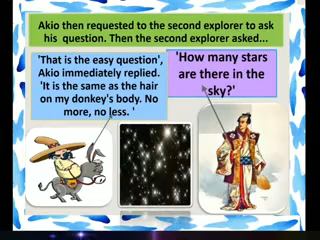 Akio then requested to the second explorer to ask
his question. Then the second explorer asked...
'That is the easy question',
Akio immediately replied.
'It is the same as the hair
on my donkey's body. No
more, no less. '
'How many stars
are there in the
sky?'